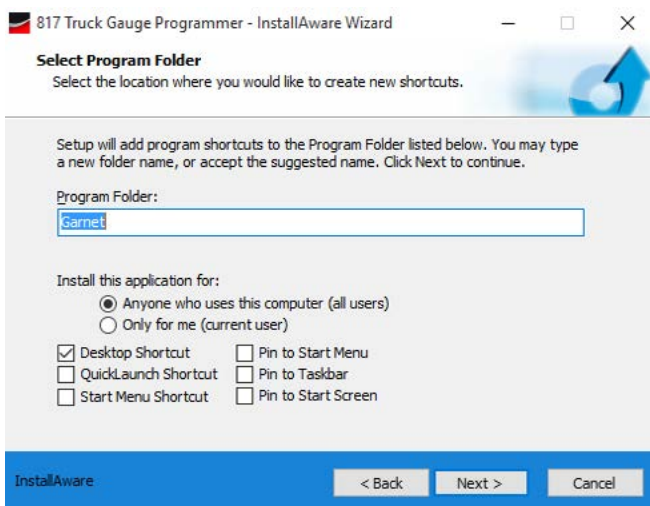 817 Truck Gauge Programmer - InstallAware Wizard
Select Program Folder
Select the location where you would like to create new shortcuts.
Setup will add program shortcuts to the Program Folder listed below. You may type
a new folder name, or accept the suggested name. Click Next to continue.
Program Folder:
Garnet
Install this application for:
Anyone who uses this computer (all users)
Only for me (current user)
Desktop Shortcut Pin to Start Menu
QuickLaunch Shortcut Pin to Taskbar
Start Menu Shortcut Pin to Start Screen
InstallAware < Back Next > Cancel